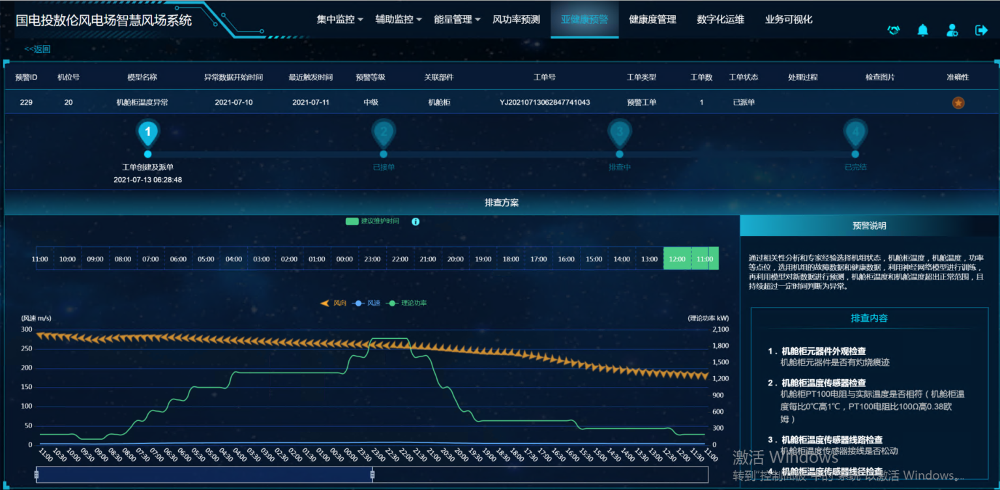 国电投敖伦风电场智慧风场系统
集中监控 辅助监控 能量管理 风功率预测 亚健康预警 健康度管理 数字化运维 业务可视化
<<返回
预警ID 机位号 模型名称 异常数据开始时间 最近触发时间 预警等级 关联部件 工单号 工单类型 工单数 工单状态 处理过程 检查图片 准确性
229 20 机舱柜温度异常 2021-07-10 2021-07-11 中级 机舱柜 YJ20210713062847741043 预警工单 1 已派单
1 2 3 4
工单创建及派单 已接单 排查中 已完结
2021-07-13 06:28:48
排查方案
建议维护时间
11:00 10:00 09:00 08:00 07:00 06:00 05:00 04:00 03:00 02:00 01:00 00:00 23:00 22:00 21:00 20:00 19:00 18:00 17:00 16:00 15:00 14:00 13:00 12:00 11:00
风向 风速 理论功率
(风速 m/s) (理论功率 kW)
300 2,100
250 1,800
200 1,500
150 1,200
100 900
50 600
0 300
0
11:00 10:30 10:00 09:30 09:00 08:30 08:00 07:30 07:00 06:30 06:00 05:30 05:00 04:30 04:00 03:30 03:00 02:30 02:00 01:30 01:00 00:30 00:00 23:30 23:00 22:30 22:00 21:30 21:00 20:30 20:00 19:30 19:00 18:30 18:00 17:30 17:00 16:30 16:00 15:30 15:00 14:30 14:00 13:30 13:00 12:30 12:00 11:30 11:00
预警说明
通过相关性分析和专家经验选择机组状态，机舱柜温度，机舱温度，功率
等点位，选用机组的故障数据和健康数据，利用神经网络模型进行训练，
再利用模型对新数据进行预测，机舱柜温度和机舱温度超出正常范围，且
持续超过一定时间判断为异常。
排查内容
1． 机舱柜元器件外观检查
机舱柜元器件是否有灼烧痕迹
2． 机舱柜温度传感器检查
机舱柜PT100电阻与实际温度是否相符（机舱柜温
度每比0℃高1℃，PT100电阻比100Ω高0.38欧
姆）
3． 机舱柜温度传感器线路检查
机舱柜温度传感器接线是否松动
4． 机舱柜温度传感器线径检查
激活 Windows
转到"控制面板"中的"系统"以激活 Windows。